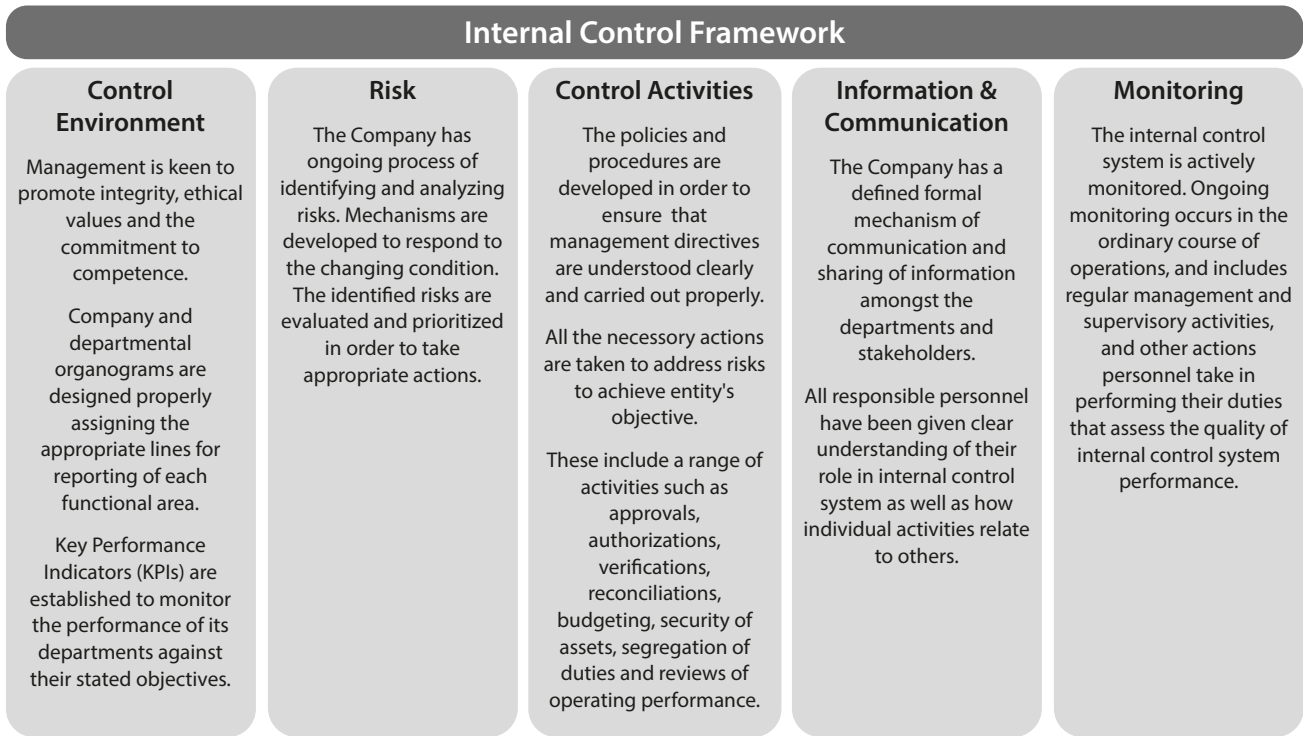 Internal Control Framework
Control
Environment
Management is keen to
promote integrity, ethical
values and the
commitment to
competence.
Company and
departmental
organograms are
designed properly
assigning the
appropriate lines for
reporting of each
functional area.
Key Performance
Indicators (KPIs) are
established to monitor
the performance of its
departments against
their stated objectives.
Risk
The Company has
ongoing process of
identifying and analyzing
risks. Mechanisms are
developed to respond to
the changing condition.
The identified risks are
evaluated and prioritized
in order to take
appropriate actions.
Control Activities
The policies and
procedures are
developed in order to
ensure that
management directives
are understood clearly
and carried out properly.
All the necessary actions
are taken to address risks
to achieve entity's
objective.
These include a range of
activities such as
approvals,
authorizations,
verifications,
reconciliations,
budgeting, security of
assets, segregation of
duties and reviews of
operating performance.
Information &
Communication
The Company has a
defined formal
mechanism of
communication and
sharing of information
amongst the
departments and
stakeholders.
All responsible personnel
have been given clear
understanding of their
role in internal control
system as well as how
individual activities relate
to others.
Monitoring
The internal control
system is actively
monitored. Ongoing
monitoring occurs in the
ordinary course of
operations, and includes
regular management and
supervisory activities,
and other actions
personnel take in
performing their duties
that assess the quality of
internal control system
performance.